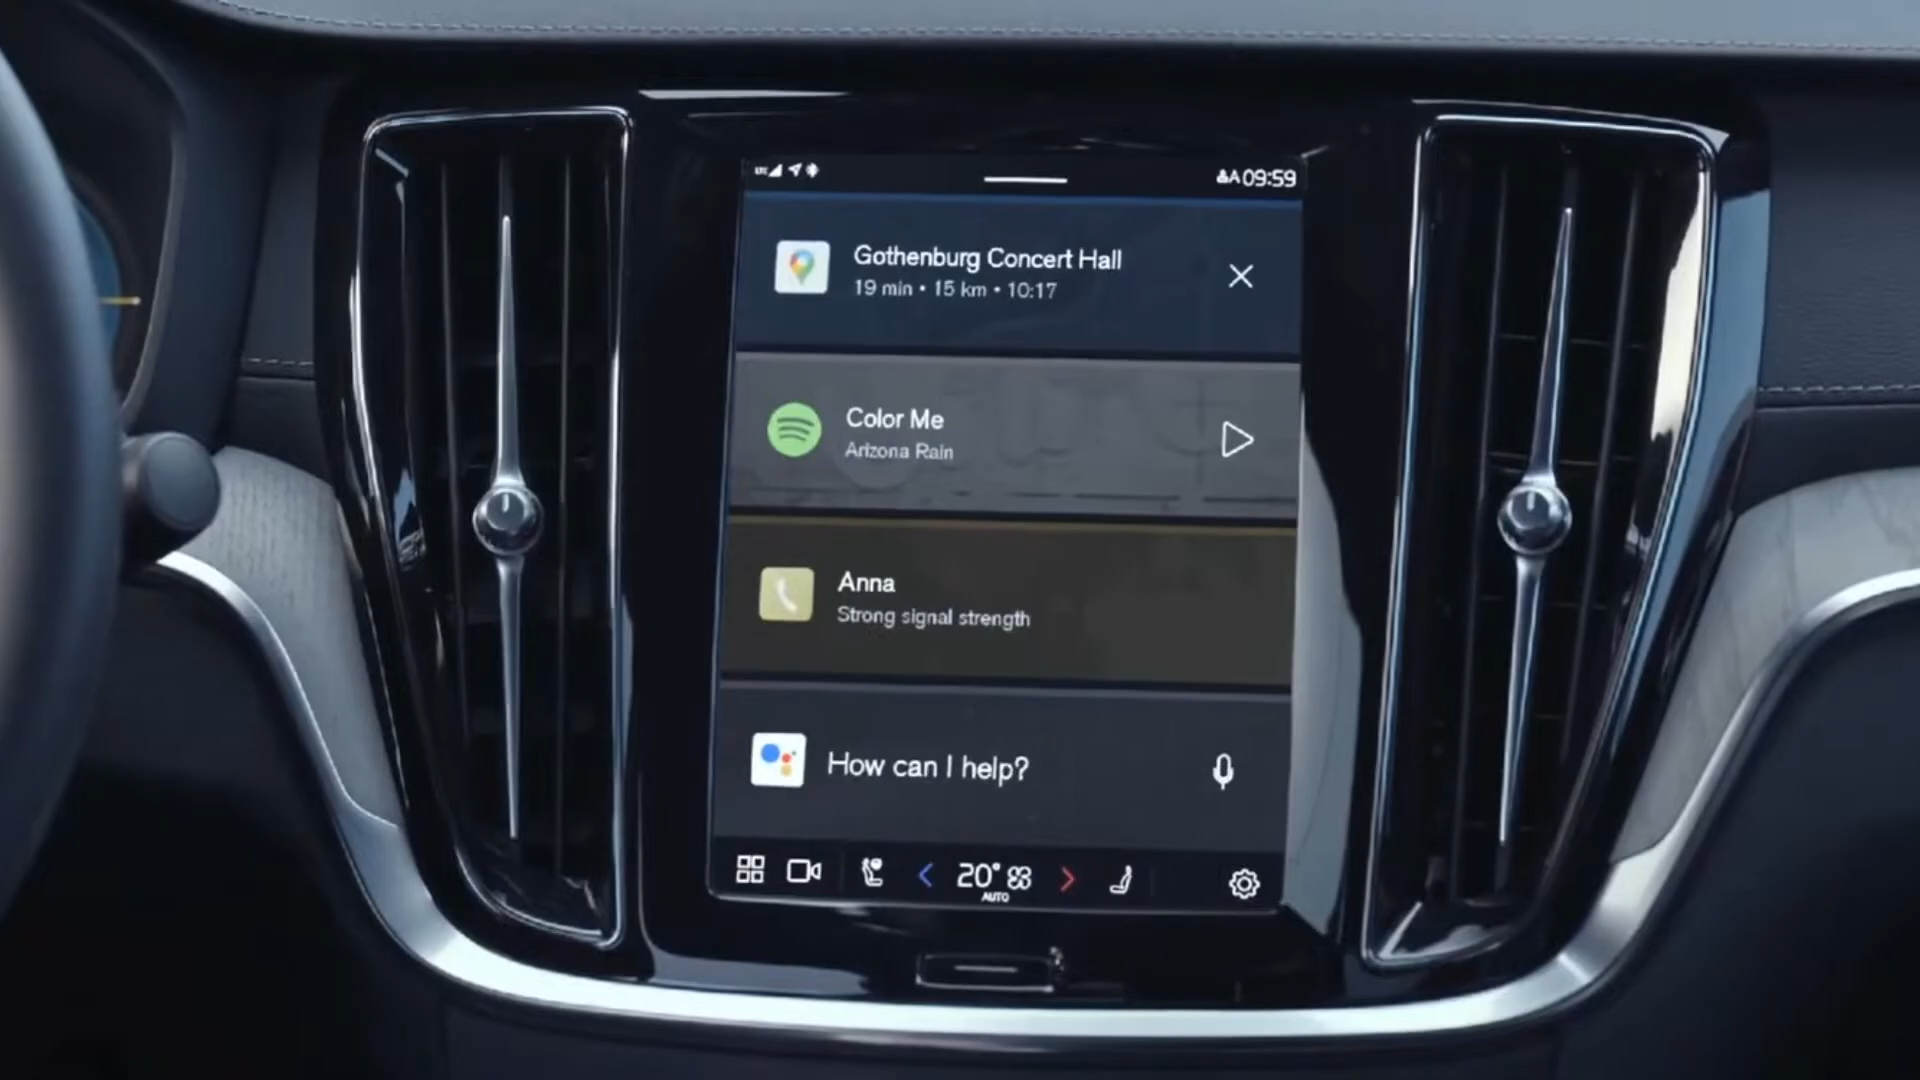 09:59
Gothenburg Concert Hall
19 min • 15 km • 10:17
Color Me
Arizona Rain
Anna
Strong signal strength
How can I help?
20°
AUTO